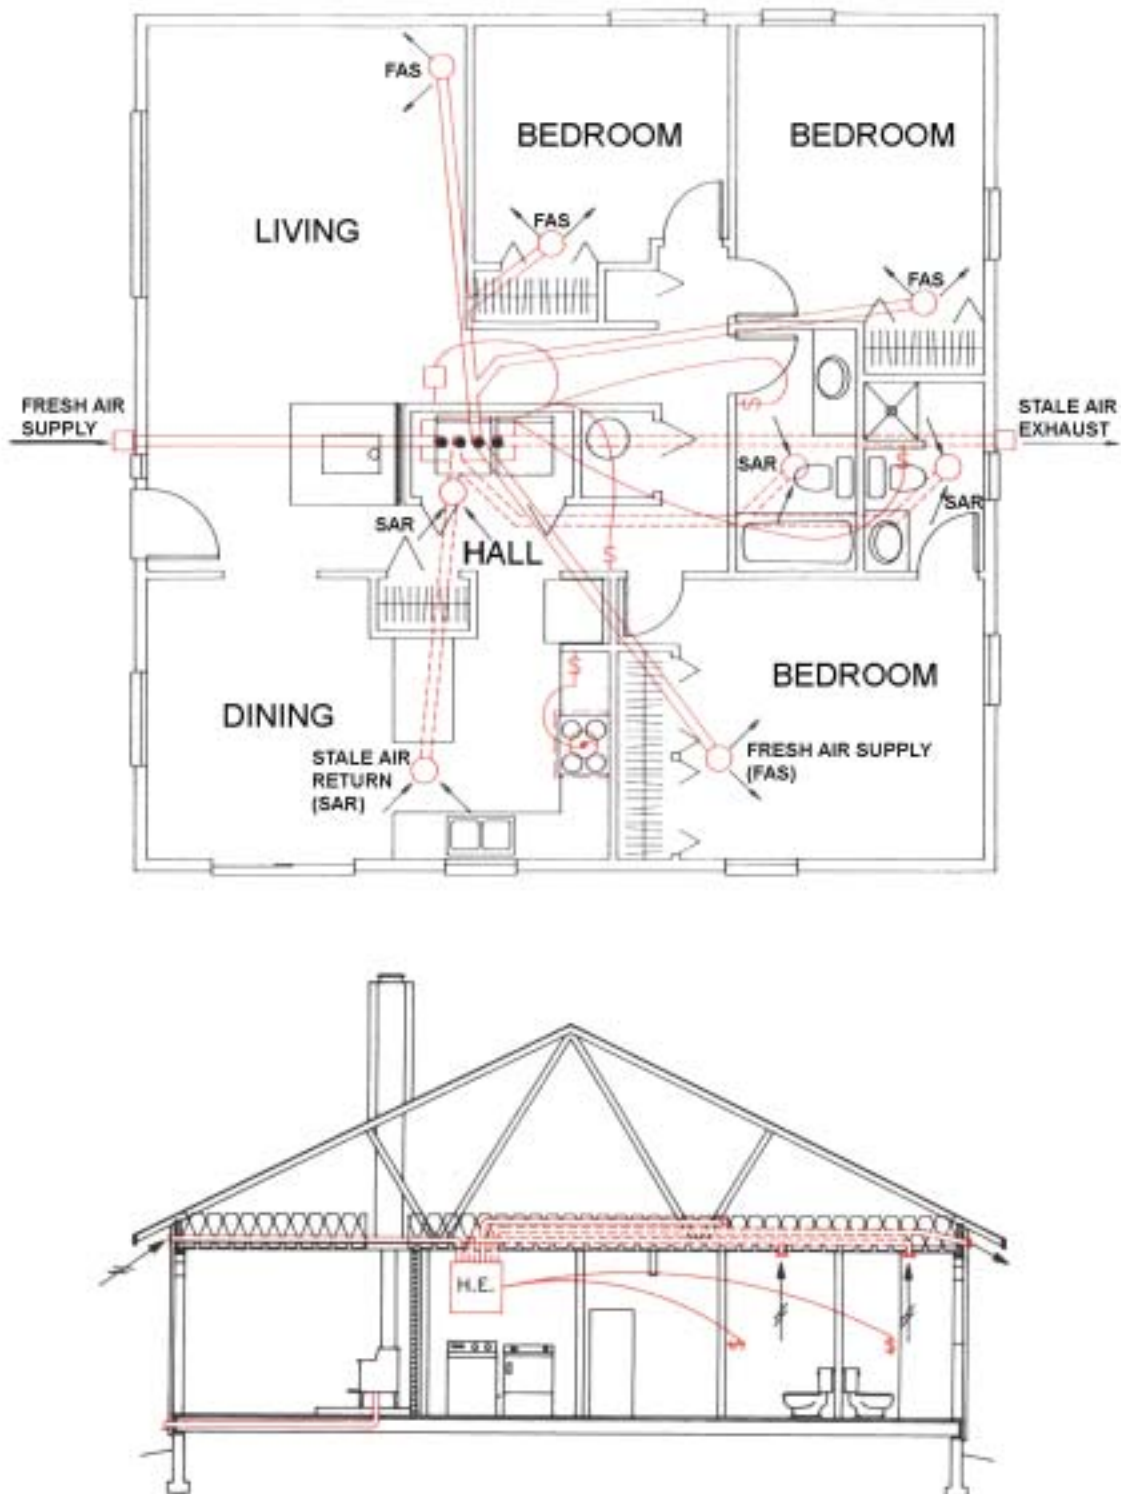 FAS
BEDROOM
BEDROOM
LIVING
FAS
FAS
FRESH AIR
SUPPLY
STALE AIR
EXHAUST
SAR
SAR
SAR
HALL
BEDROOM
DINING
STALE AIR
RETURN
(SAR)
FRESH AIR SUPPLY
(FAS)
$
$
$
$
H.E.
$
$